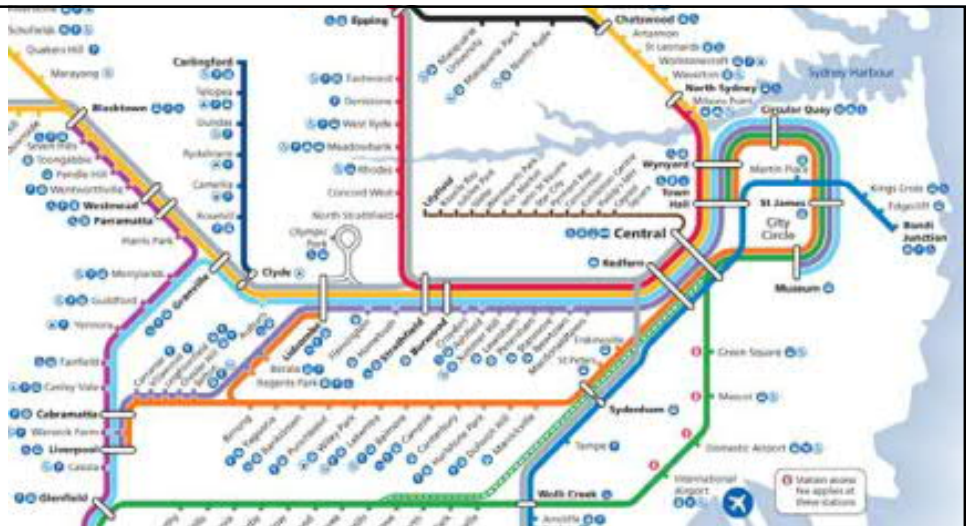 Schofields
Quakers Hill
Marayong
Blacktown
Seven Hills
Toongabbie
Pendle Hill
Wentworthville
Westmead
Parramatta
Harris Park
Merrylands
Guildford
Yennora
Fairfield
Canley Vale
Cabramatta
Warwick Farm
Liverpool
Casula
Glenfield
Granville
Carlingford
Telopea
Dundas
Rydalmere
Camellia
Rosehill
Clyde
Auburn
Lidcombe
Berala
Regents Park
Olympic
Park
Epping
Eastwood
Denistone
West Ryde
Meadowbank
Rhodes
Concord West
North Strathfield
Macquarie
University
Macquarie Park
North Ryde
Chatswood
Artarmon
St Leonards
Wollstonecraft
Waverton
North Sydney
Milsons Point
Sydney Harbour
Circular Quay
Wynyard
Town
Hall
Martin Place
St James
City
Circle
Museum
Kings Cross
Edgecliff
Bondi
Junction
Lilyfield
Central
Redfern
Flemington
Homebush
Strathfield
Burwood
Croydon
Ashfield
Summer Hill
Lewisham
Petersham
Stanmore
Newtown
Macdonaldtown
Erskineville
St Peters
Sydenham
Tempe
Wolli Creek
Arncliffe
Birrong
Yagoona
Bankstown
Punchbowl
Wiley Park
Lakemba
Belmore
Campsie
Canterbury
Hurlstone Park
Dulwich Hill
Marrickville
Green Square
Mascot
Domestic Airport
International
Airport
Station access
fee applies at
these stations